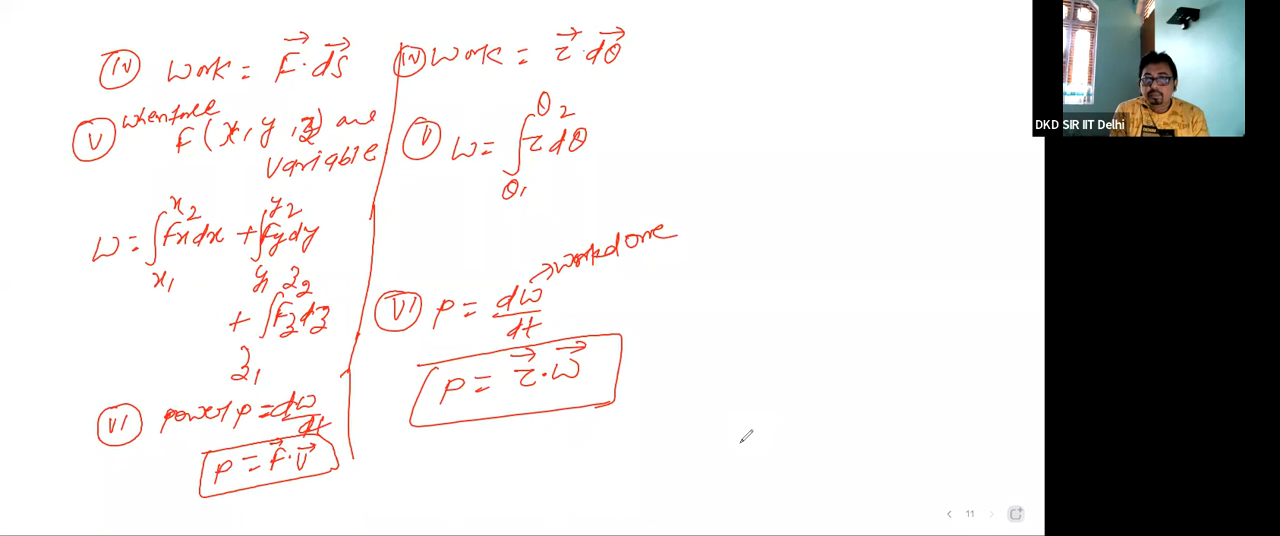 (IV) Work = F⃗ · ds⃗
(V) When force
F (x, y, z) are
variable
W = ∫_{x1}^{x2} Fx dx + ∫_{y1}^{y2} Fy dy
+ ∫_{z1}^{z2} Fz dz
(VI) power P = dw/dt
P = F⃗ · v⃗
(IV) Work = τ⃗ · dθ⃗
(V) W = ∫_{θ1}^{θ2} τ dθ
(VI) P = dw/dt → work done
P = τ⃗ · ω⃗
DKD SIR IIT Delhi
11